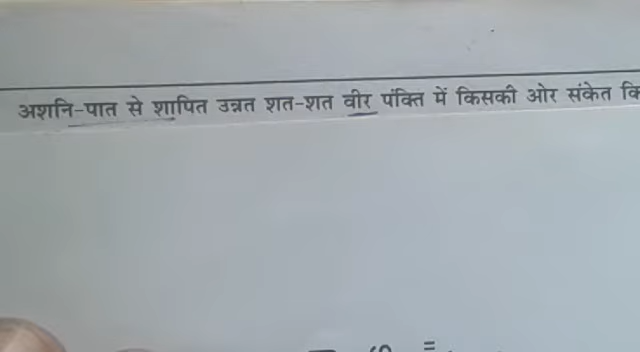 अशनि-पात से शापित उन्नत शत-शत वीर पंक्ति में किसकी ओर संकेत कि